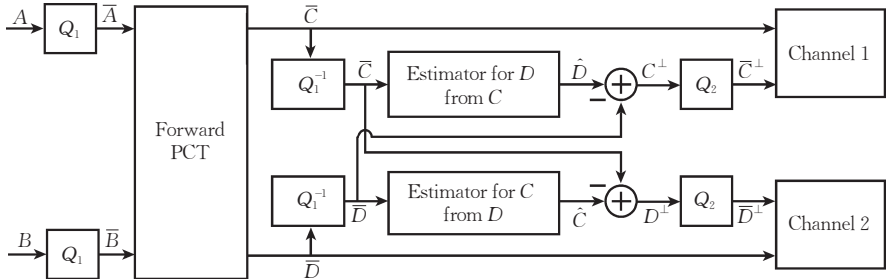 A
Q₁
A̅
C̅
Channel 1
Q₁⁻¹
C̅
Estimator for D
from C
D̂
C⊥
Q₂
C̅⊥
Forward
PCT
Q₁⁻¹
D̅
Estimator for C
from D
Ĉ
D⊥
Q₂
D̅⊥
Channel 2
B
Q₁
B̅
D̅